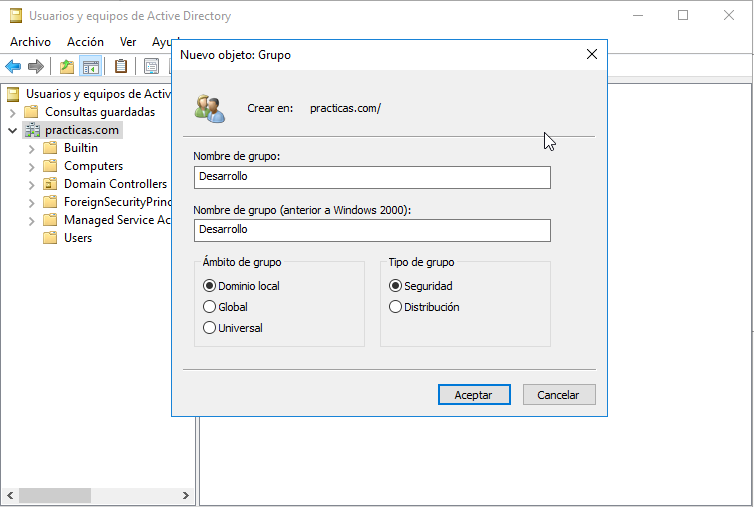 Usuarios y equipos de Active Directory
Archivo Acción Ver Ayu
Usuarios y equipos de Active
Consultas guardadas
practicas.com
Builtin
Computers
Domain Controllers
ForeignSecurityPrinc
Managed Service Ac
Users
Nuevo objeto: Grupo
Crear en: practicas.com/
Nombre de grupo:
Desarrollo
Nombre de grupo (anterior a Windows 2000):
Desarrollo
Ámbito de grupo
Dominio local
Global
Universal
Tipo de grupo
Seguridad
Distribución
Aceptar
Cancelar